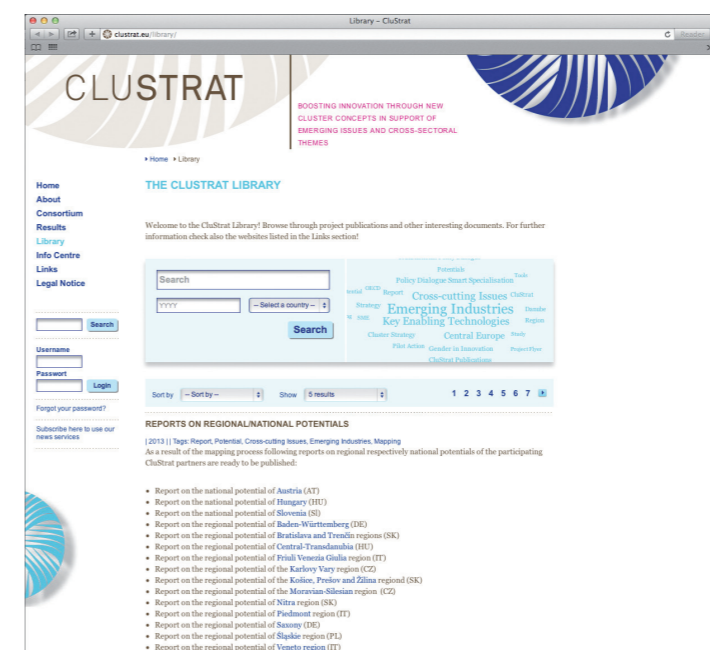 Library – CluStrat
clustrat.eu/library/
Reader
CLUSTRAT
BOOSTING INNOVATION THROUGH NEW
CLUSTER CONCEPTS IN SUPPORT OF
EMERGING ISSUES AND CROSS-SECTORAL
THEMES
Home Library
Home
About
Consortium
Results
Library
Info Centre
Links
Legal Notice
Search
Username
Passwort
Login
Forgot your password?
Subscribe here to use our
news services
THE CLUSTRAT LIBRARY
Welcome to the CluStrat Library! Browse through project publications and other interesting documents. For further
information check also the websites listed in the Links section!
Search
YYYY
– Select a country –
Search
Potentials
Policy Dialogue Smart Specialisation Tools
OECD Report Cross-cutting Issues CluStrat
Strategy Emerging Industries Danube
Key Enabling Technologies Region
Cluster Strategy Central Europe Study
Pilot Action Gender in Innovation Project Flyer
CluStrat Publications
Sort by – Sort by – Show 5 results 1 2 3 4 5 6 7
REPORTS ON REGIONAL/NATIONAL POTENTIALS
| 2013 | | Tags: Report, Potential, Cross-cutting Issues, Emerging Industries, Mapping
As a result of the mapping process following reports on regional respectively national potentials of the participating
CluStrat partners are ready to be published:
• Report on the national potential of Austria (AT)
• Report on the national potential of Hungary (HU)
• Report on the national potential of Slovenia (SI)
• Report on the regional potential of Baden-Württemberg (DE)
• Report on the regional potential of Bratislava and Trenčín regions (SK)
• Report on the regional potential of Central-Transdanubia (HU)
• Report on the regional potential of Friuli Venezia Giulia region (IT)
• Report on the regional potential of the Karlovy Vary region (CZ)
• Report on the regional potential of the Košice, Prešov and Žilina regiond (SK)
• Report on the regional potential of the Moravian-Silesian region (CZ)
• Report on the regional potential of Nitra region (SK)
• Report on the regional potential of Piedmont region (IT)
• Report on the regional potential of Saxony (DE)
• Report on the regional potential of Śląskie region (PL)
• Report on the regional potential of Veneto region (IT)